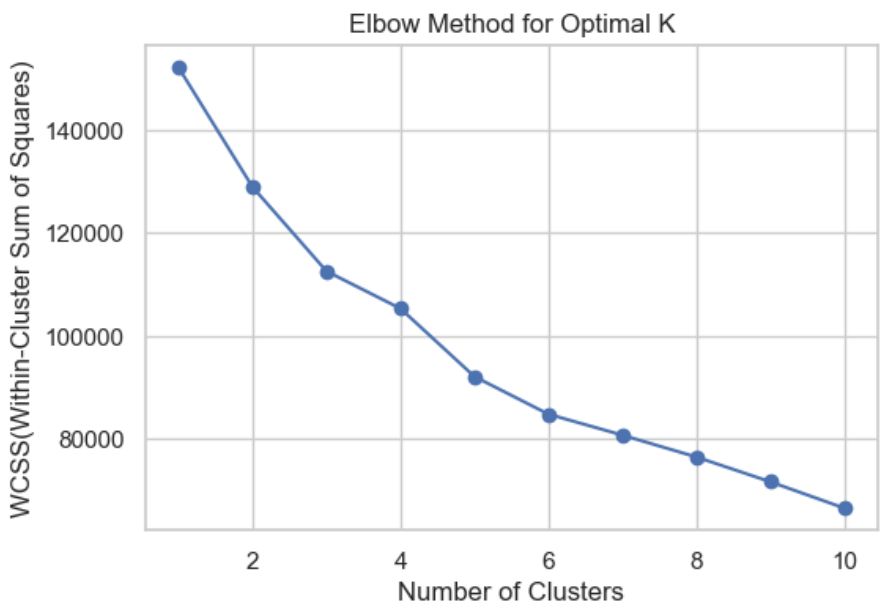 Elbow Method for Optimal K
WCSS(Within-Cluster Sum of Squares)
140000
120000
100000
80000
2 4 6 8 10
Number of Clusters